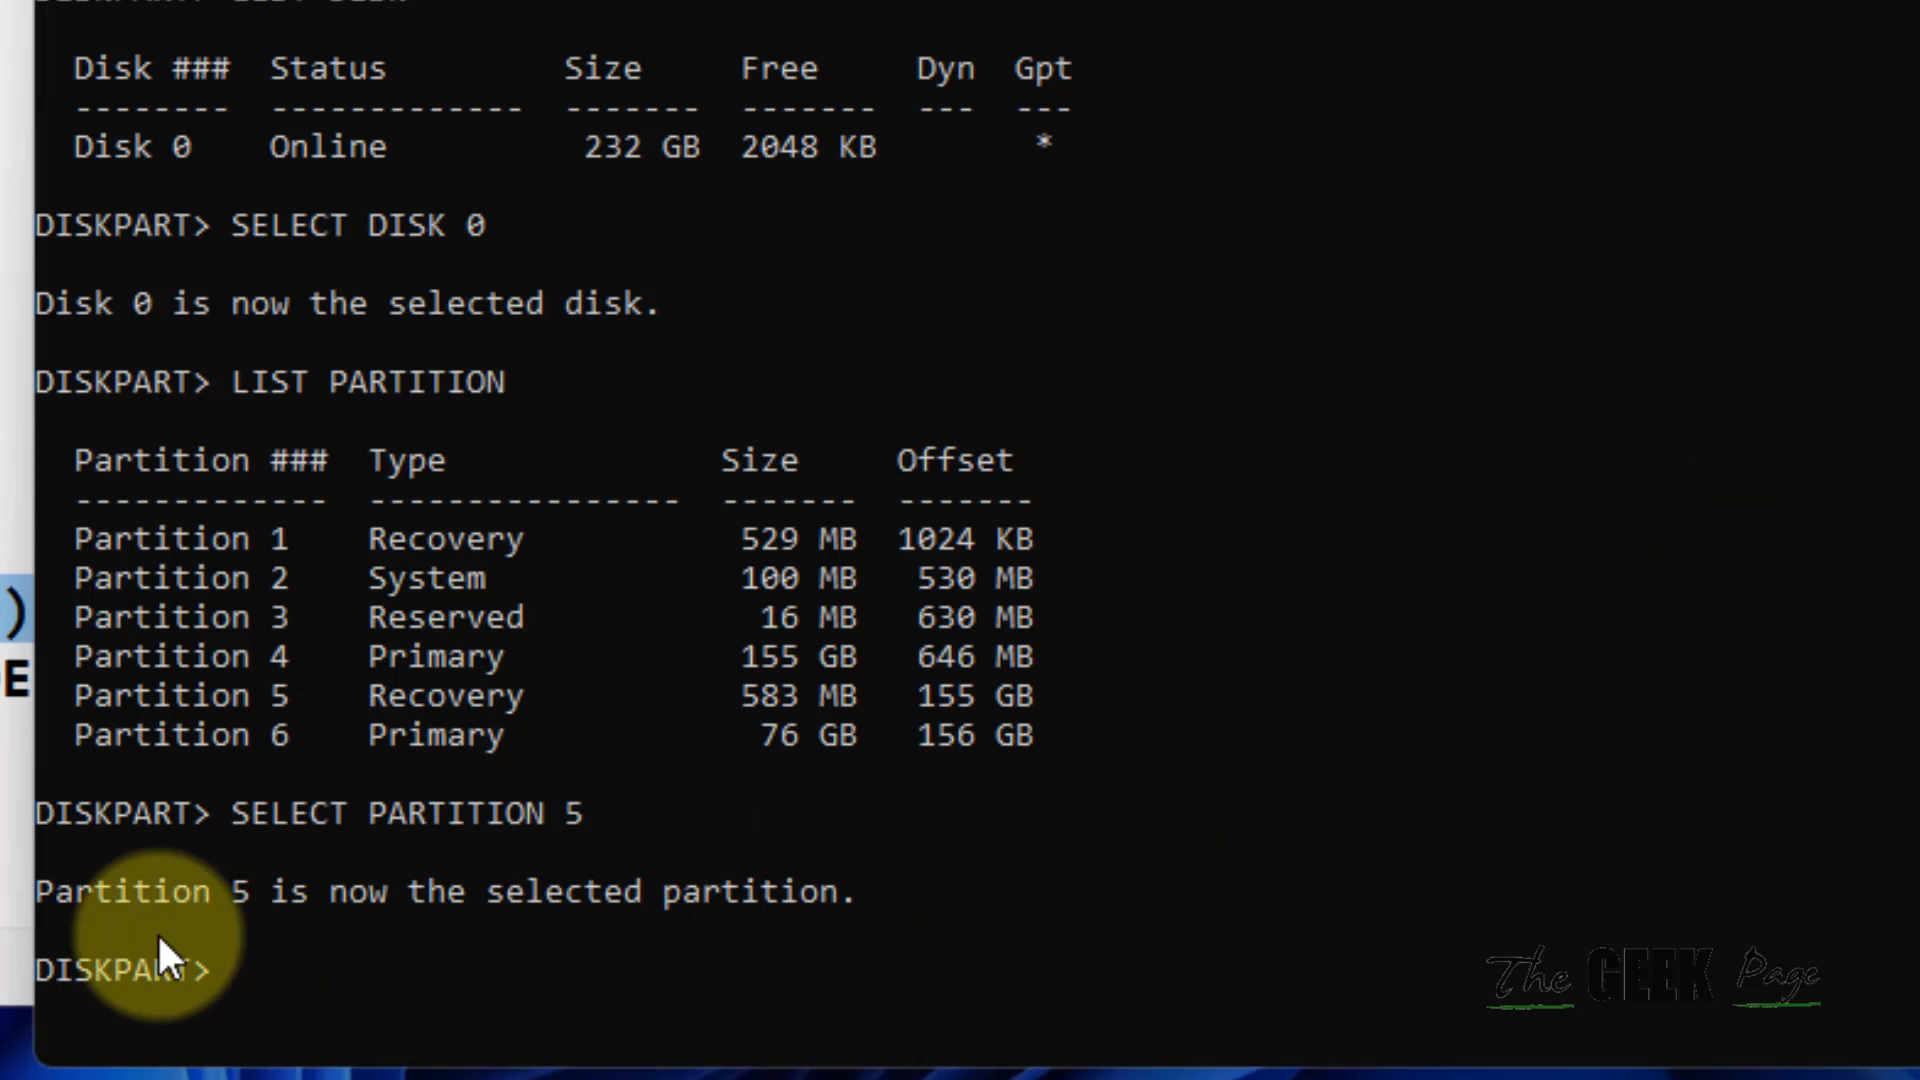 Disk ### Status Size Free Dyn Gpt
-------- ------------- ------- ------- --- ---
Disk 0 Online 232 GB 2048 KB *
DISKPART> SELECT DISK 0
Disk 0 is now the selected disk.
DISKPART> LIST PARTITION
Partition ### Type Size Offset
------------- ---------------- ------- -------
Partition 1 Recovery 529 MB 1024 KB
Partition 2 System 100 MB 530 MB
Partition 3 Reserved 16 MB 630 MB
Partition 4 Primary 155 GB 646 MB
Partition 5 Recovery 583 MB 155 GB
Partition 6 Primary 76 GB 156 GB
DISKPART> SELECT PARTITION 5
Partition 5 is now the selected partition.
DISKPART>
The GEEK Page